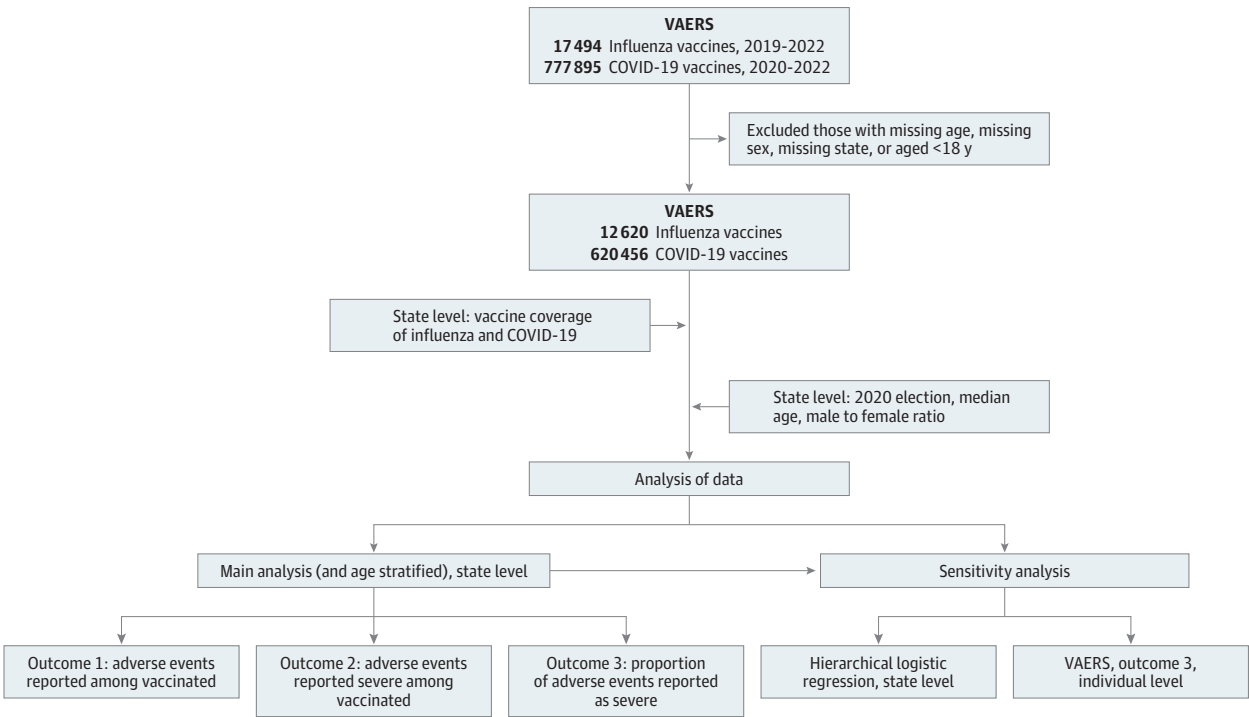 VAERS
17 494 Influenza vaccines, 2019-2022
777 895 COVID-19 vaccines, 2020-2022
Excluded those with missing age, missing
sex, missing state, or aged <18 y
VAERS
12 620 Influenza vaccines
620 456 COVID-19 vaccines
State level: vaccine coverage
of influenza and COVID-19
State level: 2020 election, median
age, male to female ratio
Analysis of data
Main analysis (and age stratified), state level
Sensitivity analysis
Outcome 1: adverse events
reported among vaccinated
Outcome 2: adverse events
reported severe among
vaccinated
Outcome 3: proportion
of adverse events reported
as severe
Hierarchical logistic
regression, state level
VAERS, outcome 3,
individual level